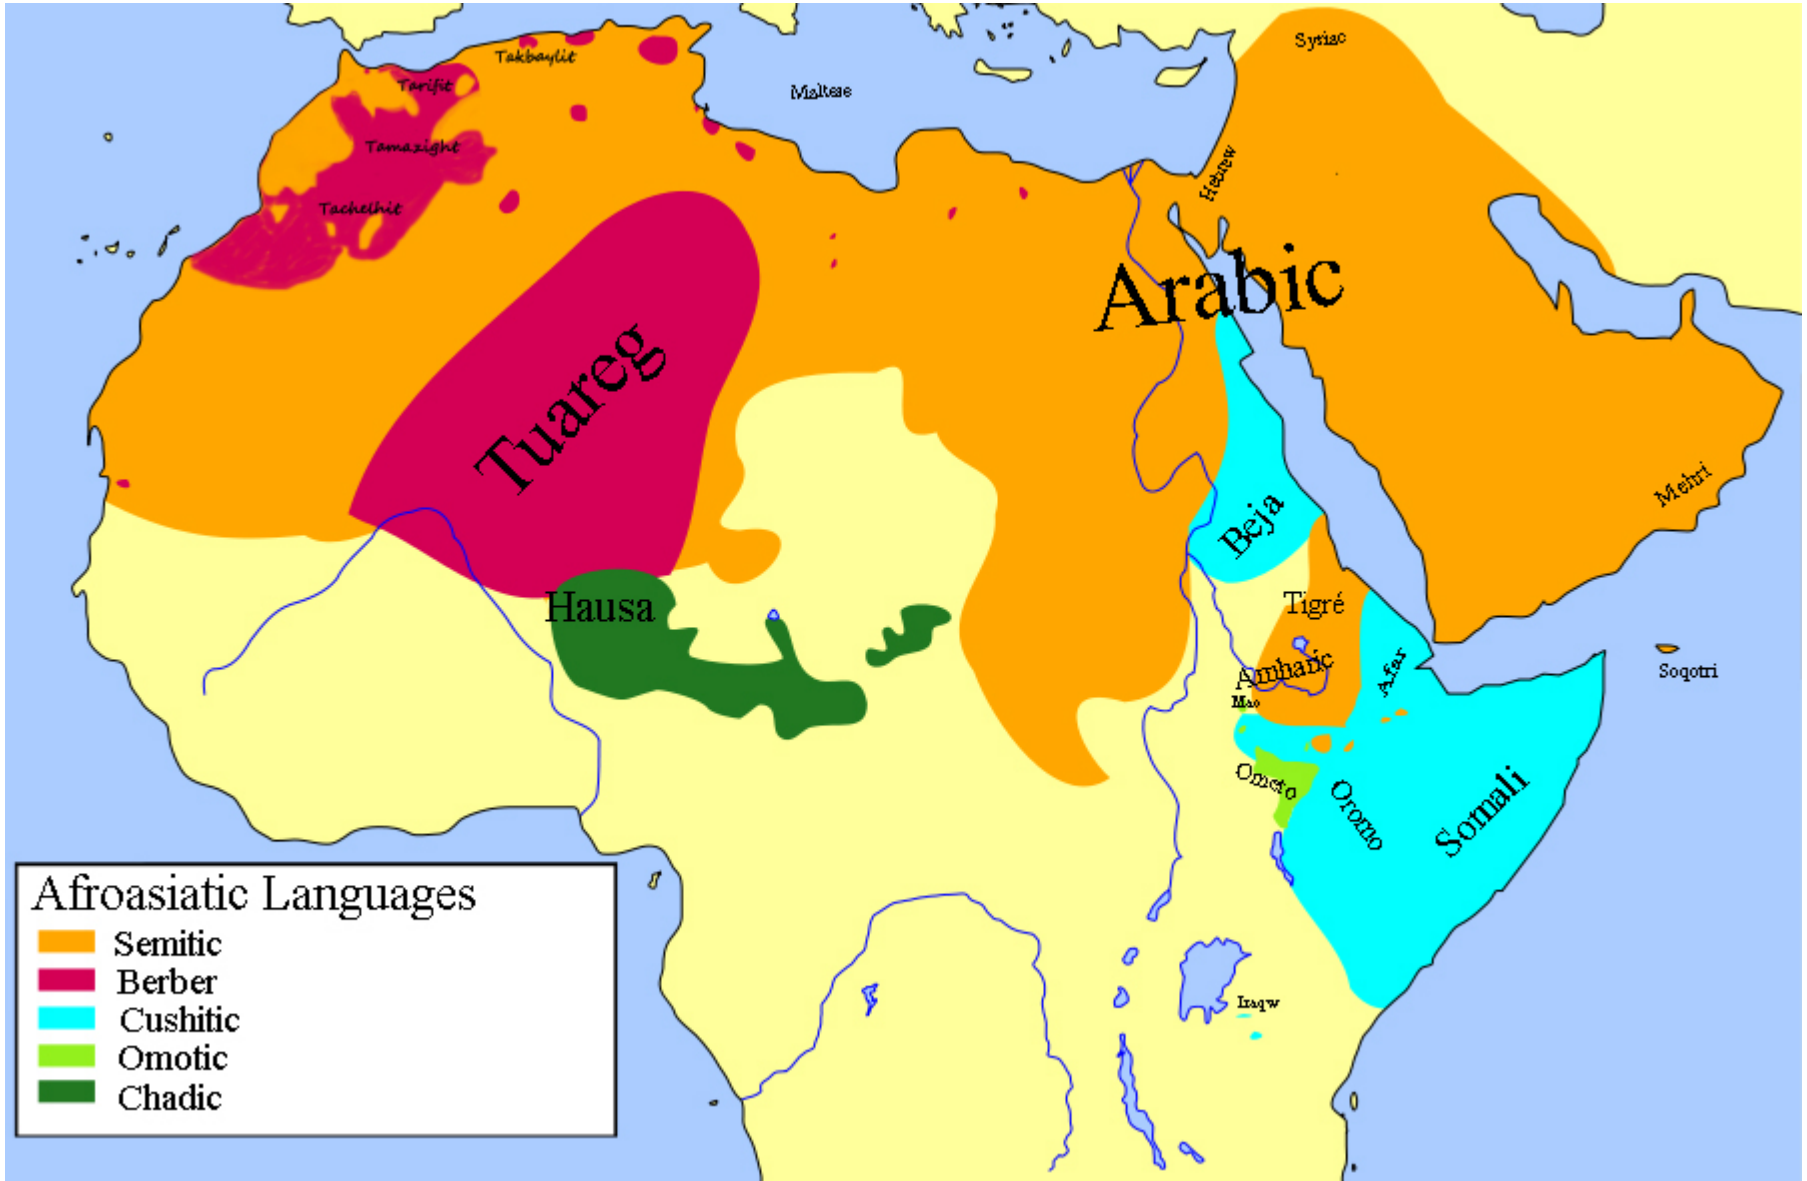 Syriac
Takbaylit
Tarifit
Maltese
Tamazight
Hebrew
Tachelhit
Arabic
Tuareg
Mehri
Beja
Hausa
Tigré
Amharic
Afar
Soqotri
Mao
Ometo
Oromo
Somali
Iraqw
Afroasiatic Languages
Semitic
Berber
Cushitic
Omotic
Chadic